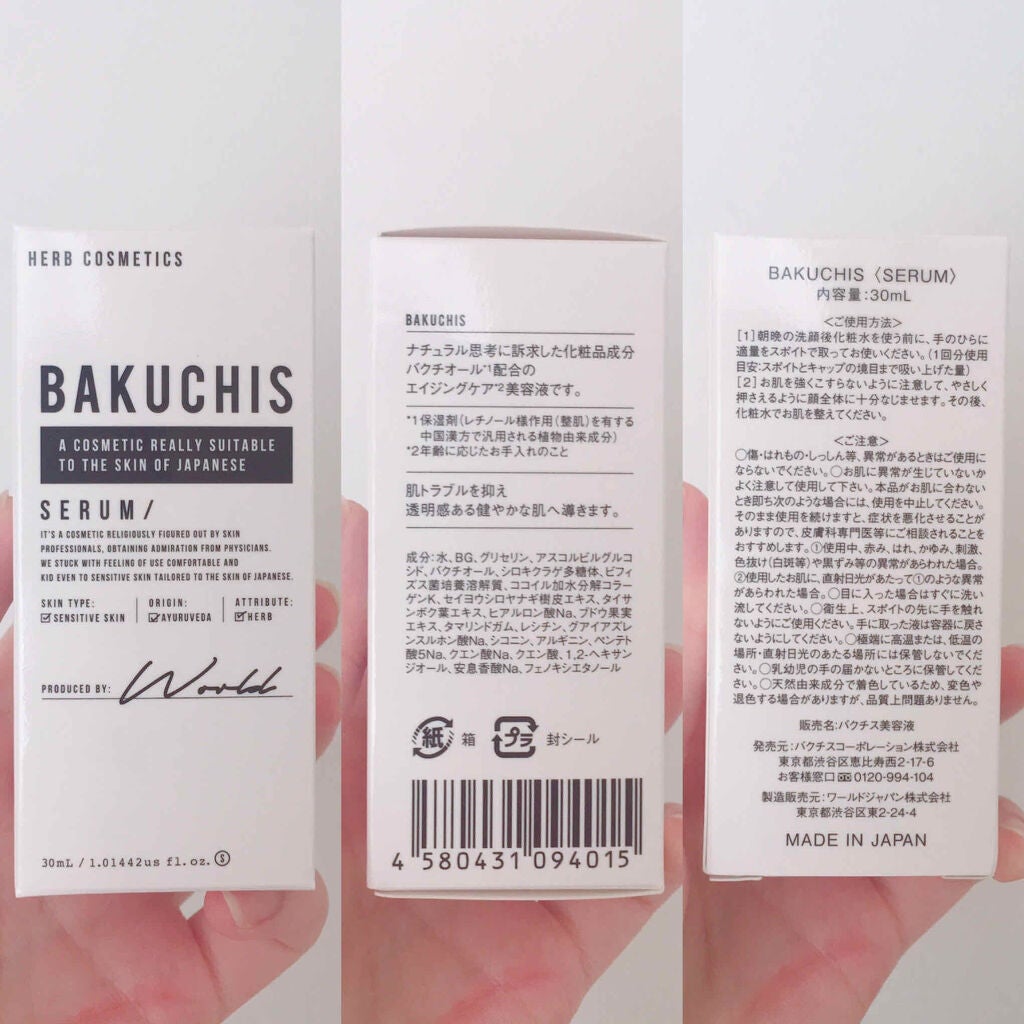 HERB COSMETICS
BAKUCHIS
A COSMETIC REALLY SUITABLE
TO THE SKIN OF JAPANESE
SERUM/
IT'S A COSMETIC RELIGIOUSLY FIGURED OUT BY SKIN
PROFESSIONALS, OBTAINING ADMIRATION FROM PHYSICIANS.
WE STUCK WITH FEELING OF USE COMFORTABLE AND
KID EVEN TO SENSITIVE SKIN TAILORED TO THE SKIN OF JAPANESE.
SKIN TYPE: ORIGIN: ATTRIBUTE:
☑SENSITIVE SKIN ☑AYURUVEDA ☑HERB
PRODUCED BY: World
30mL / 1.01442us fl.oz. Ⓢ
BAKUCHIS
ナチュラル思考に訴求した化粧品成分
バクチオール*1配合の
エイジングケア*2美容液です。
*1保湿剤(レチノール様作用(整肌)を有する
中国漢方で汎用される植物由来成分)
*2年齢に応じたお手入れのこと
肌トラブルを抑え
透明感ある健やかな肌へ導きます。
成分:水、BG、グリセリン、アスコルビルグルコ
シド、バクチオール、シロキクラゲ多糖体、ビフィ
ズス菌培養溶解質、ココイル加水分解コラー
ゲンK、セイヨウシロヤナギ樹皮エキス、タイ
サンボク葉エキス、ヒアルロン酸Na、ブドウ果実
エキス、タマリンドガム、レシチン、グアイアズレ
ンスルホン酸Na、シコニン、アルギニン、ペンテト
酸5Na、クエン酸Na、クエン酸、1,2-ヘキサン
ジオール、安息香酸Na、フェノキシエタノール
紙 箱 プラ 封シール
4 580431 094015
BAKUCHIS〈SERUM〉
内容量:30mL
<ご使用方法>
[1]朝晩の洗顔後化粧水を使う前に、手のひらに
適量をスポイトで取ってお使いください。(1回分使用
目安:スポイトとキャップの境目まで吸い上げた量)
[2]お肌を強くこすらないように注意して、やさしく
押さえるように顔全体に十分なじませます。その後、
化粧水でお肌を整えてください。
<ご注意>
○傷・はれもの・しっしん等、異常があるときはご使用に
ならないでください。○お肌に異常が生じていないか
よく注意して使用して下さい。本品がお肌に合わない
とき即ち次のような場合には、使用を中止してください。
そのまま使用を続けますと、症状を悪化させることが
ありますので、皮膚科専門医等にご相談されることを
おすすめします。①使用中、赤み、はれ、かゆみ、刺激、
色抜け(白斑等)や黒ずみ等の異常があらわれた場合。
②使用したお肌に、直射日光があたって①のような異常
があらわれた場合。○目に入った場合はすぐに洗い
流してください。○衛生上、スポイトの先に手を触れ
ないようにご使用ください。手に取った液は容器に戻さ
ないようにしてください。○極端に高温または、低温の
場所・直射日光のあたる場所には保管しないでくださ
い。○乳幼児の手の届かないところに保管してくだ
さい。○天然由来成分で着色しているため、変色や
退色する場合がありますが、品質上問題ありません。
販売名:バクチス美容液
発売元:バクチスコーポレーション株式会社
東京都渋谷区恵比寿西2-17-6
お客様窓口 0120-994-104
製造販売元:ワールドジャパン株式会社
東京都渋谷区東2-24-4
MADE IN JAPAN